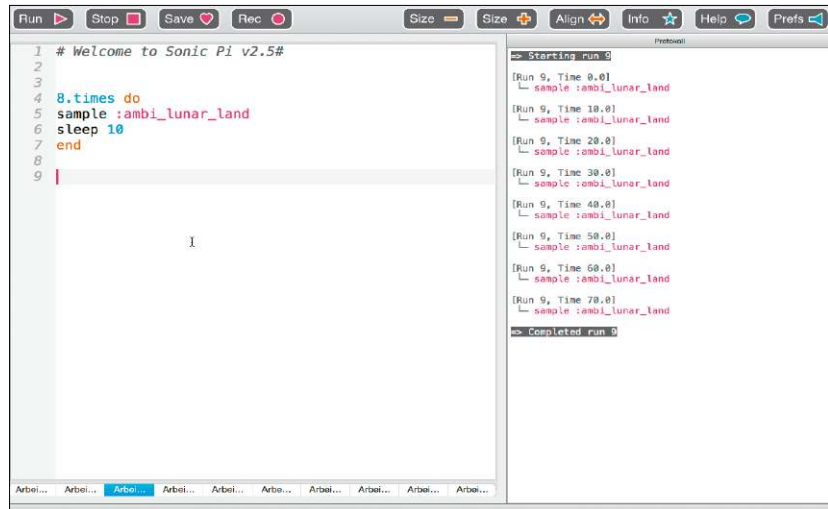 Run Stop Save Rec Size Size Align Info Help Prefs
1 # Welcome to Sonic Pi v2.5#
2
3
4 8.times do
5 sample :ambi_lunar_land
6 sleep 10
7 end
8
9
Protokoll
=> Starting run 9
[Run 9, Time 0.0]
└─ sample :ambi_lunar_land
[Run 9, Time 10.0]
└─ sample :ambi_lunar_land
[Run 9, Time 20.0]
└─ sample :ambi_lunar_land
[Run 9, Time 30.0]
└─ sample :ambi_lunar_land
[Run 9, Time 40.0]
└─ sample :ambi_lunar_land
[Run 9, Time 50.0]
└─ sample :ambi_lunar_land
[Run 9, Time 60.0]
└─ sample :ambi_lunar_land
[Run 9, Time 70.0]
└─ sample :ambi_lunar_land
=> Completed run 9
Arbei... Arbei... Arbei... Arbei... Arbei... Arbe... Arbei... Arbei... Arbei... Arbei...